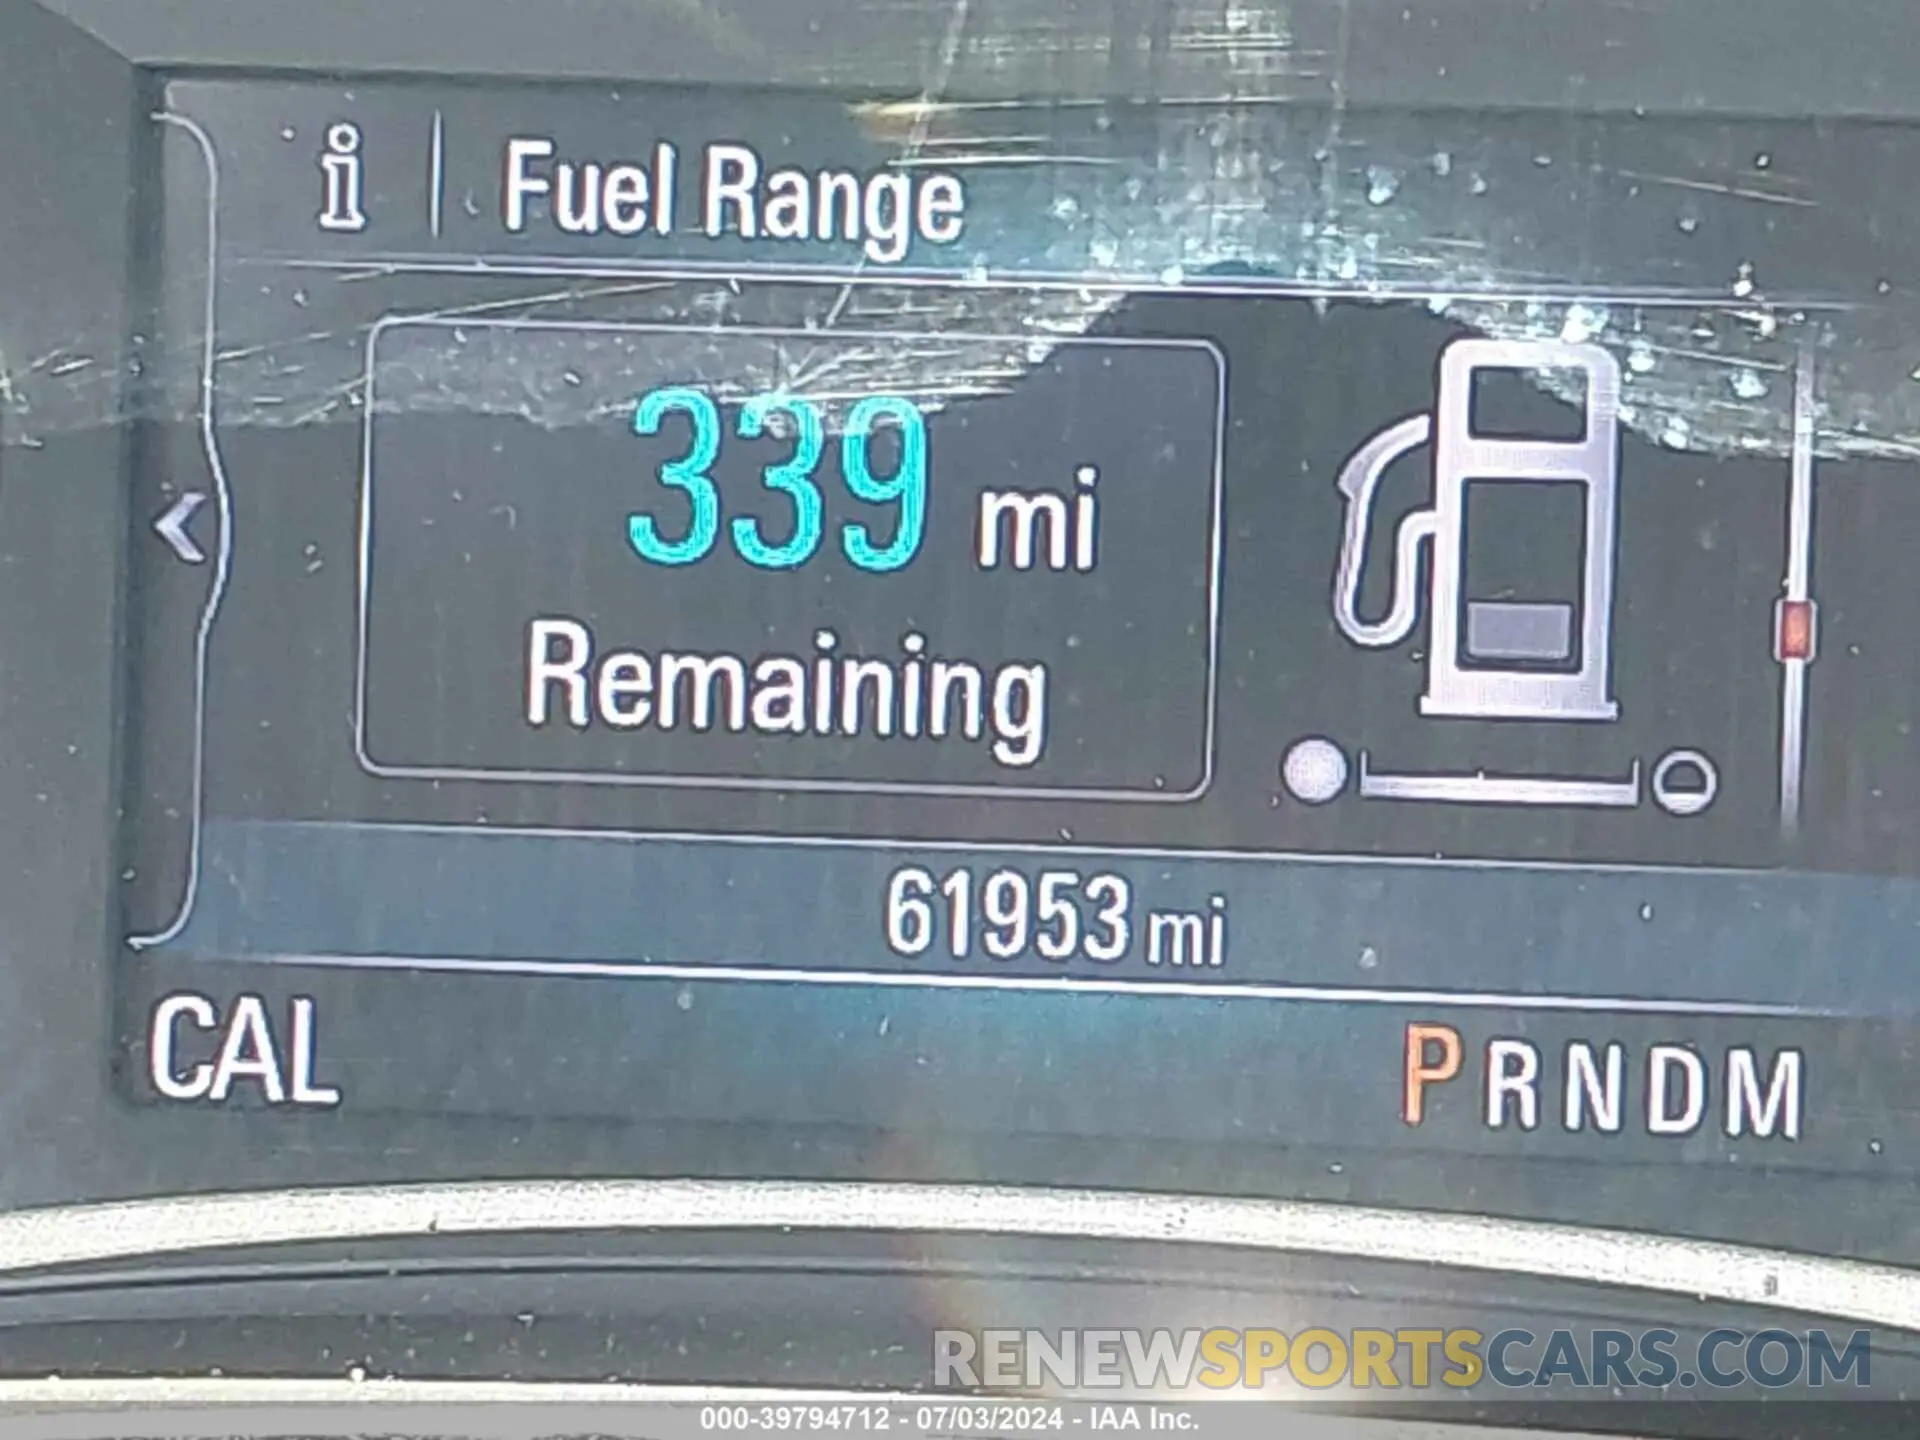 i | Fuel Range
339 mi
Remaining
61953 mi
CAL
PRNDM
RENEWSPORTSCARS.COM
000-39794712 - 07/03/2024 - IAA Inc.